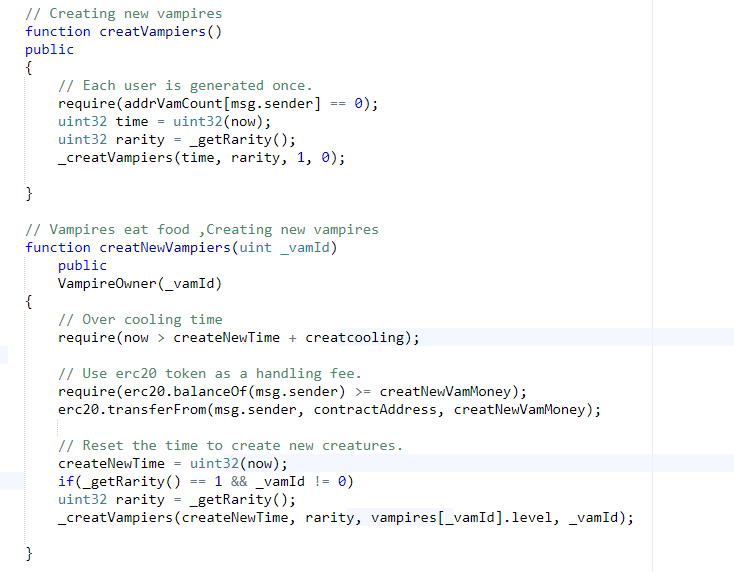 // Creating new vampires
function creatVampiers()
public
{
// Each user is generated once.
require(addrVamCount[msg.sender] == 0);
uint32 time = uint32(now);
uint32 rarity = _getRarity();
_creatVampiers(time, rarity, 1, 0);
}
// Vampires eat food ,Creating new vampires
function creatNewVampiers(uint _vamId)
public
VampireOwner(_vamId)
{
// Over cooling time
require(now > createNewTime + creatcooling);
// Use erc20 token as a handling fee.
require(erc20.balanceOf(msg.sender) >= creatNewVamMoney);
erc20.transferFrom(msg.sender, contractAddress, creatNewVamMoney);
// Reset the time to create new creatures.
createNewTime = uint32(now);
if(_getRarity() == 1 && _vamId != 0)
uint32 rarity = _getRarity();
_creatVampiers(createNewTime, rarity, vampires[_vamId].level, _vamId);
}